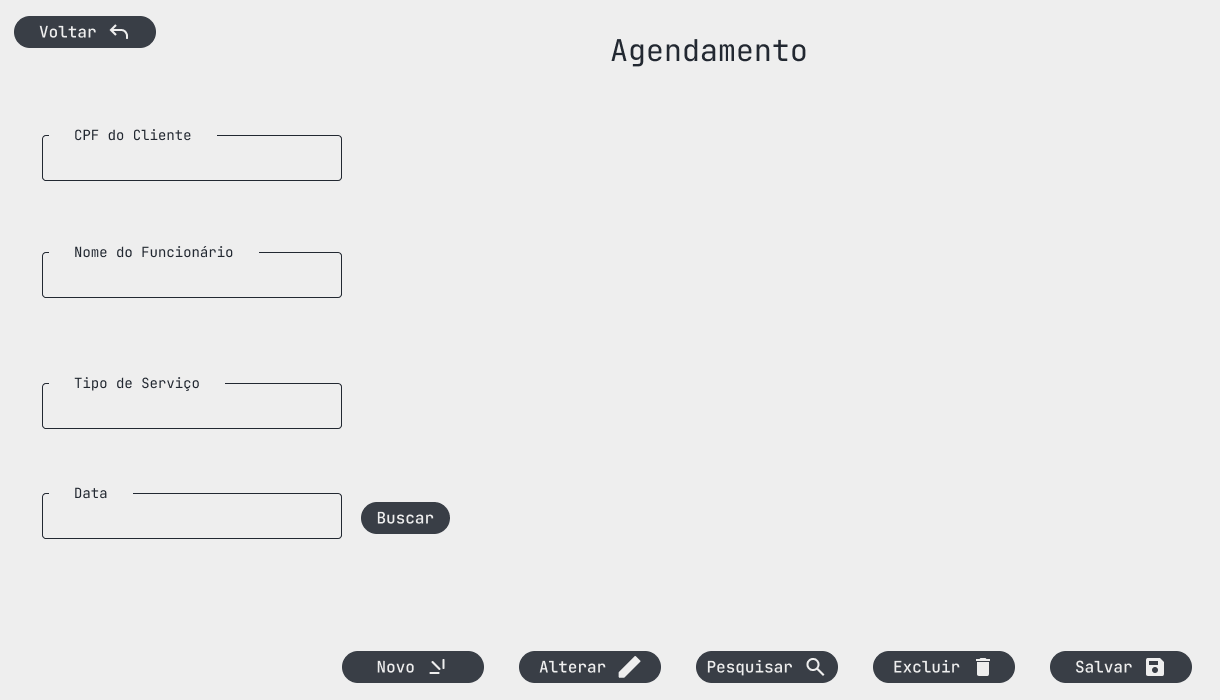 Voltar
Agendamento
CPF do Cliente
Nome do Funcionário
Tipo de Serviço
Data
Buscar
Novo
Alterar
Pesquisar
Excluir
Salvar